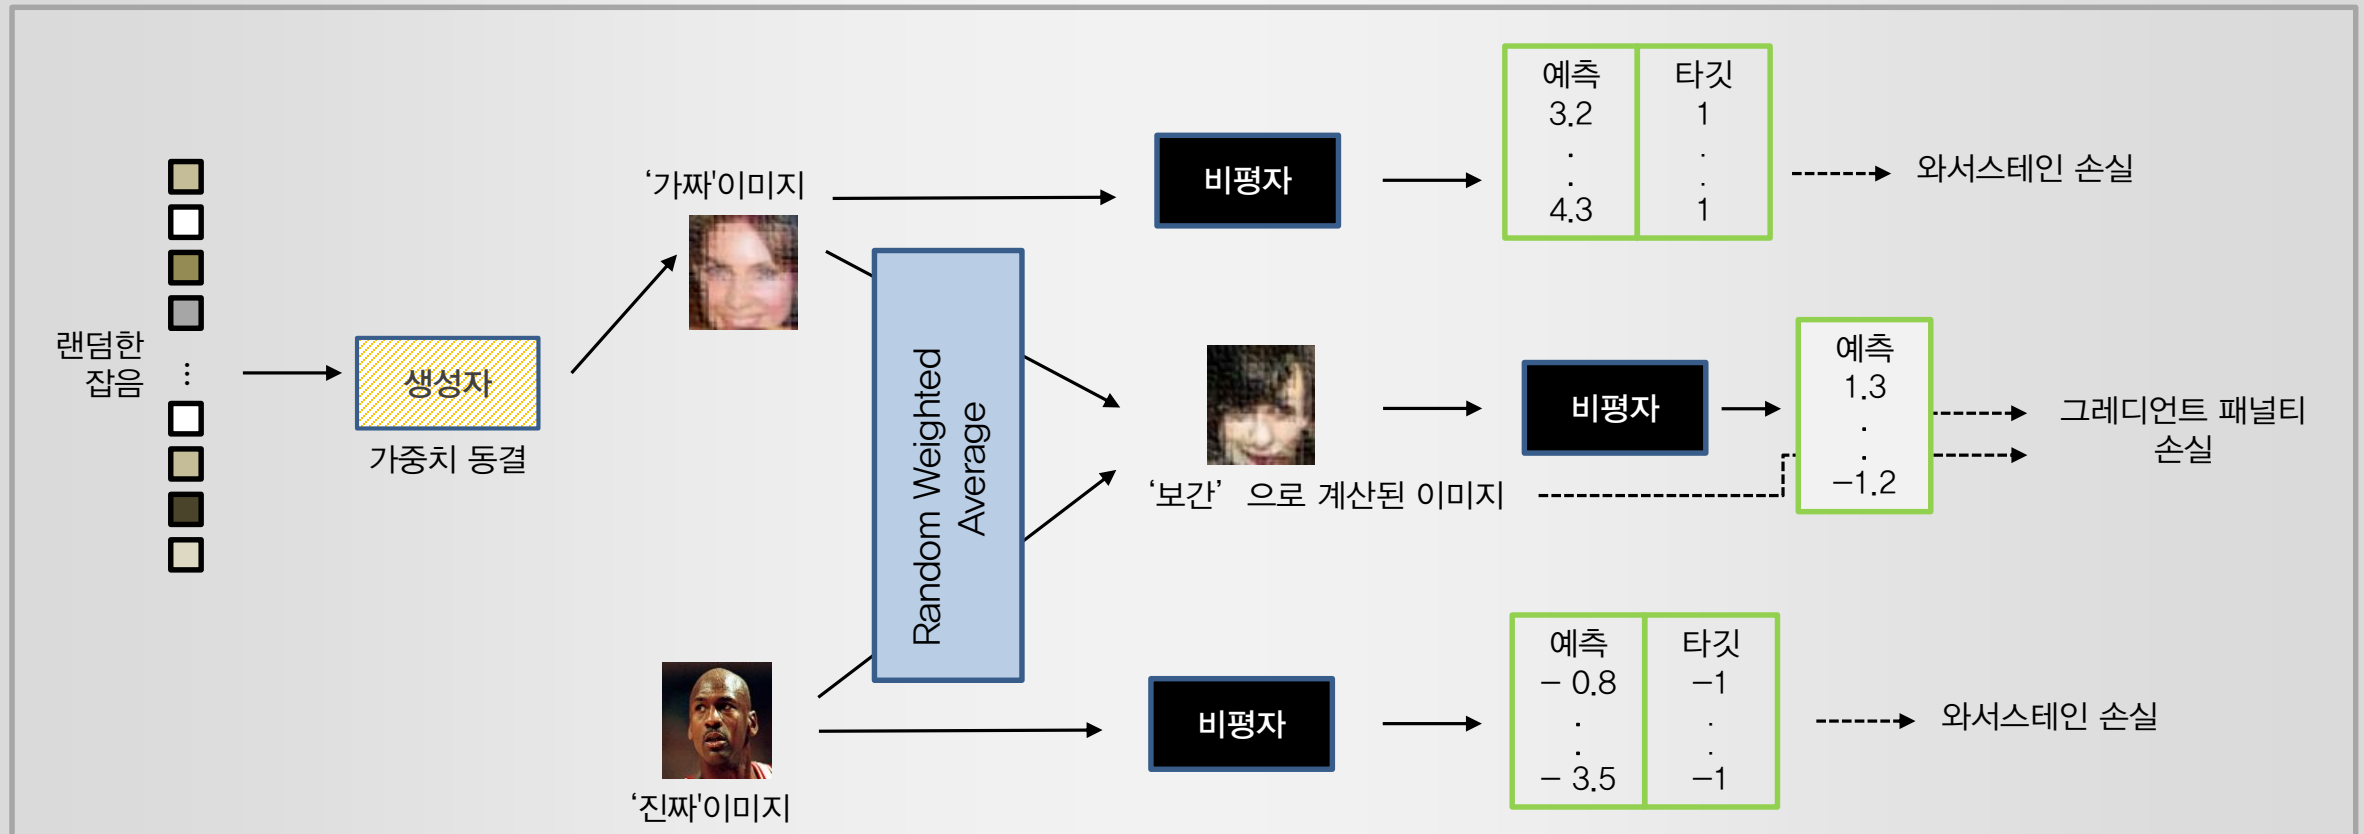 랜덤한
잡음
⋮
생성자
가중치 동결
‘가짜'이미지
Random Weighted
Average
‘진짜'이미지
비평자
예측
3.2
.
.
4.3
타깃
1
.
.
1
와서스테인 손실
‘보간’ 으로 계산된 이미지
비평자
예측
1.3
.
.
−1.2
그레디언트 패널티
손실
비평자
예측
− 0.8
.
.
− 3.5
타깃
−1
.
.
−1
와서스테인 손실